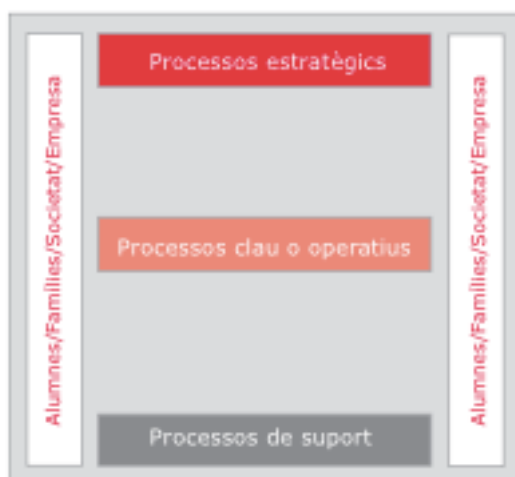 Alumnes/Famílies/Societat/Empresa
Processos estratègics
Processos clau o operatius
Processos de suport
Alumnes/Famílies/Societat/Empresa